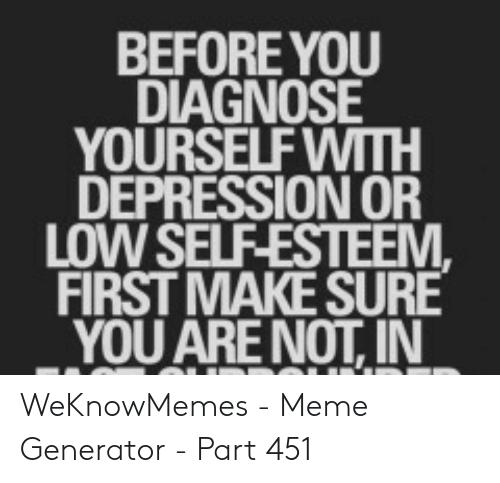 BEFORE YOU
DIAGNOSE
YOURSELF WITH
DEPRESSION OR
LOW SELF-ESTEEM,
FIRST MAKE SURE
YOU ARE NOT, IN
WeKnowMemes - Meme
Generator - Part 451